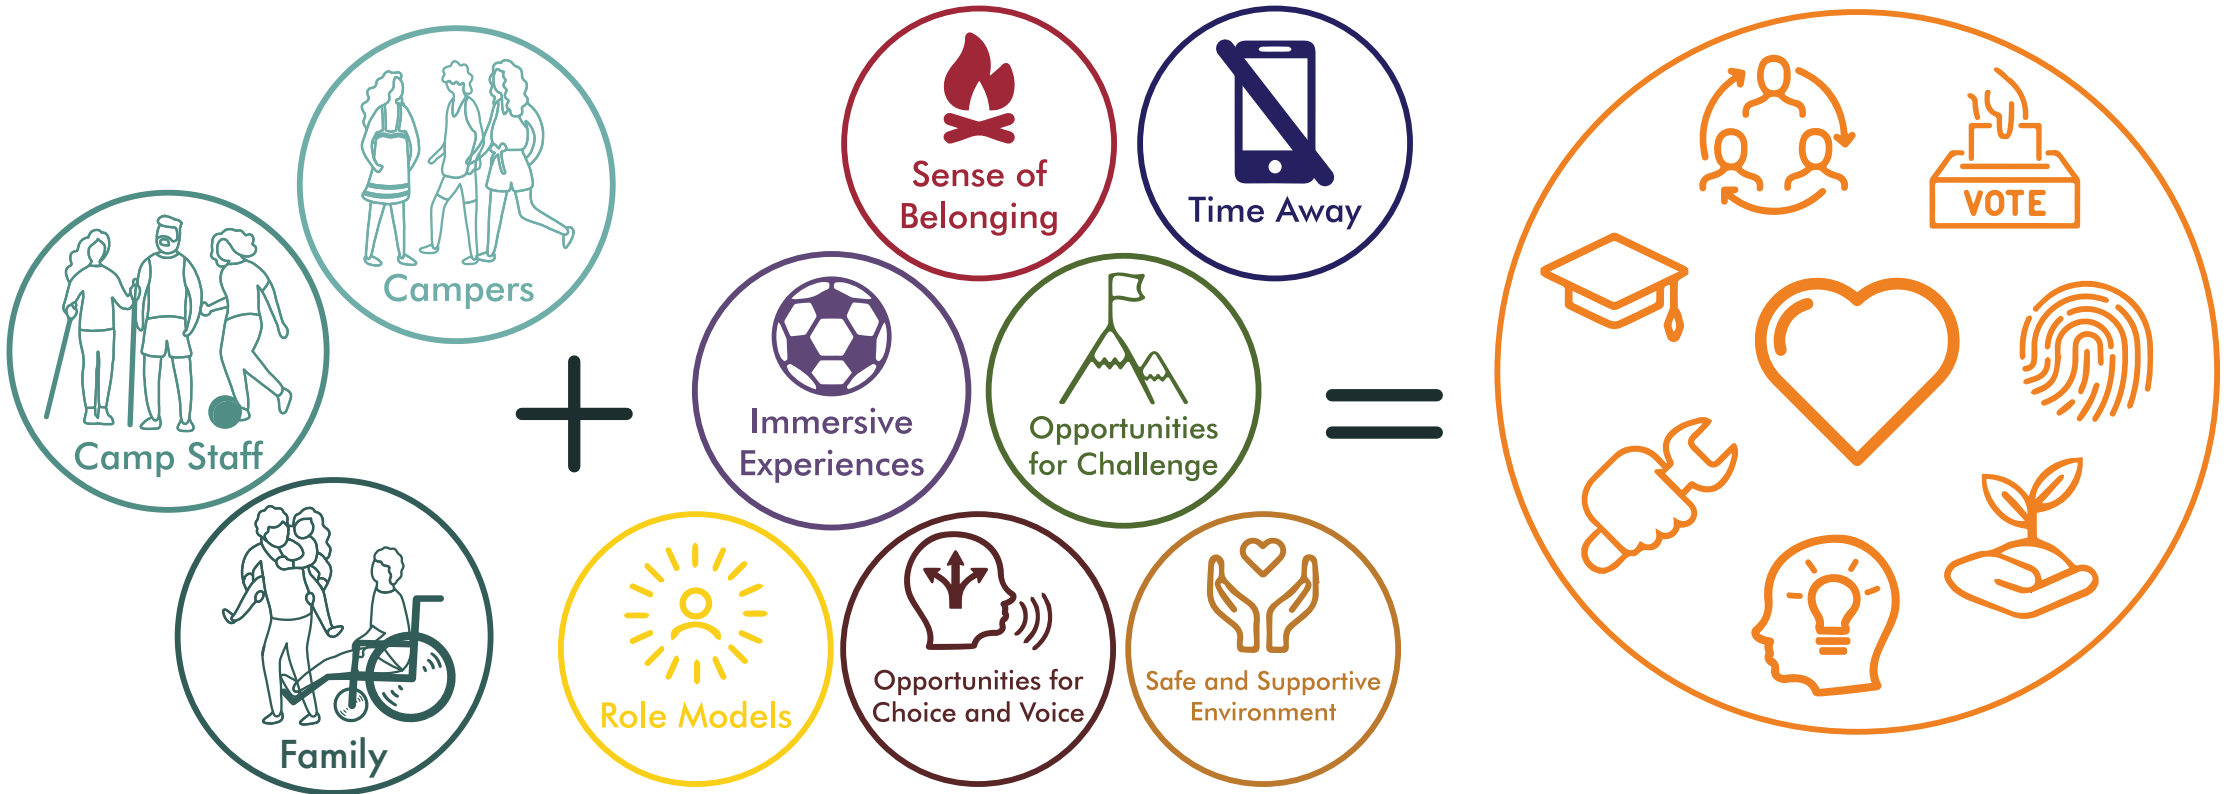 Campers
Camp Staff
Family
+
Sense of
Belonging
Time Away
Immersive
Experiences
Opportunities
for Challenge
Role Models
Opportunities for
Choice and Voice
Safe and Supportive
Environment
=
VOTE